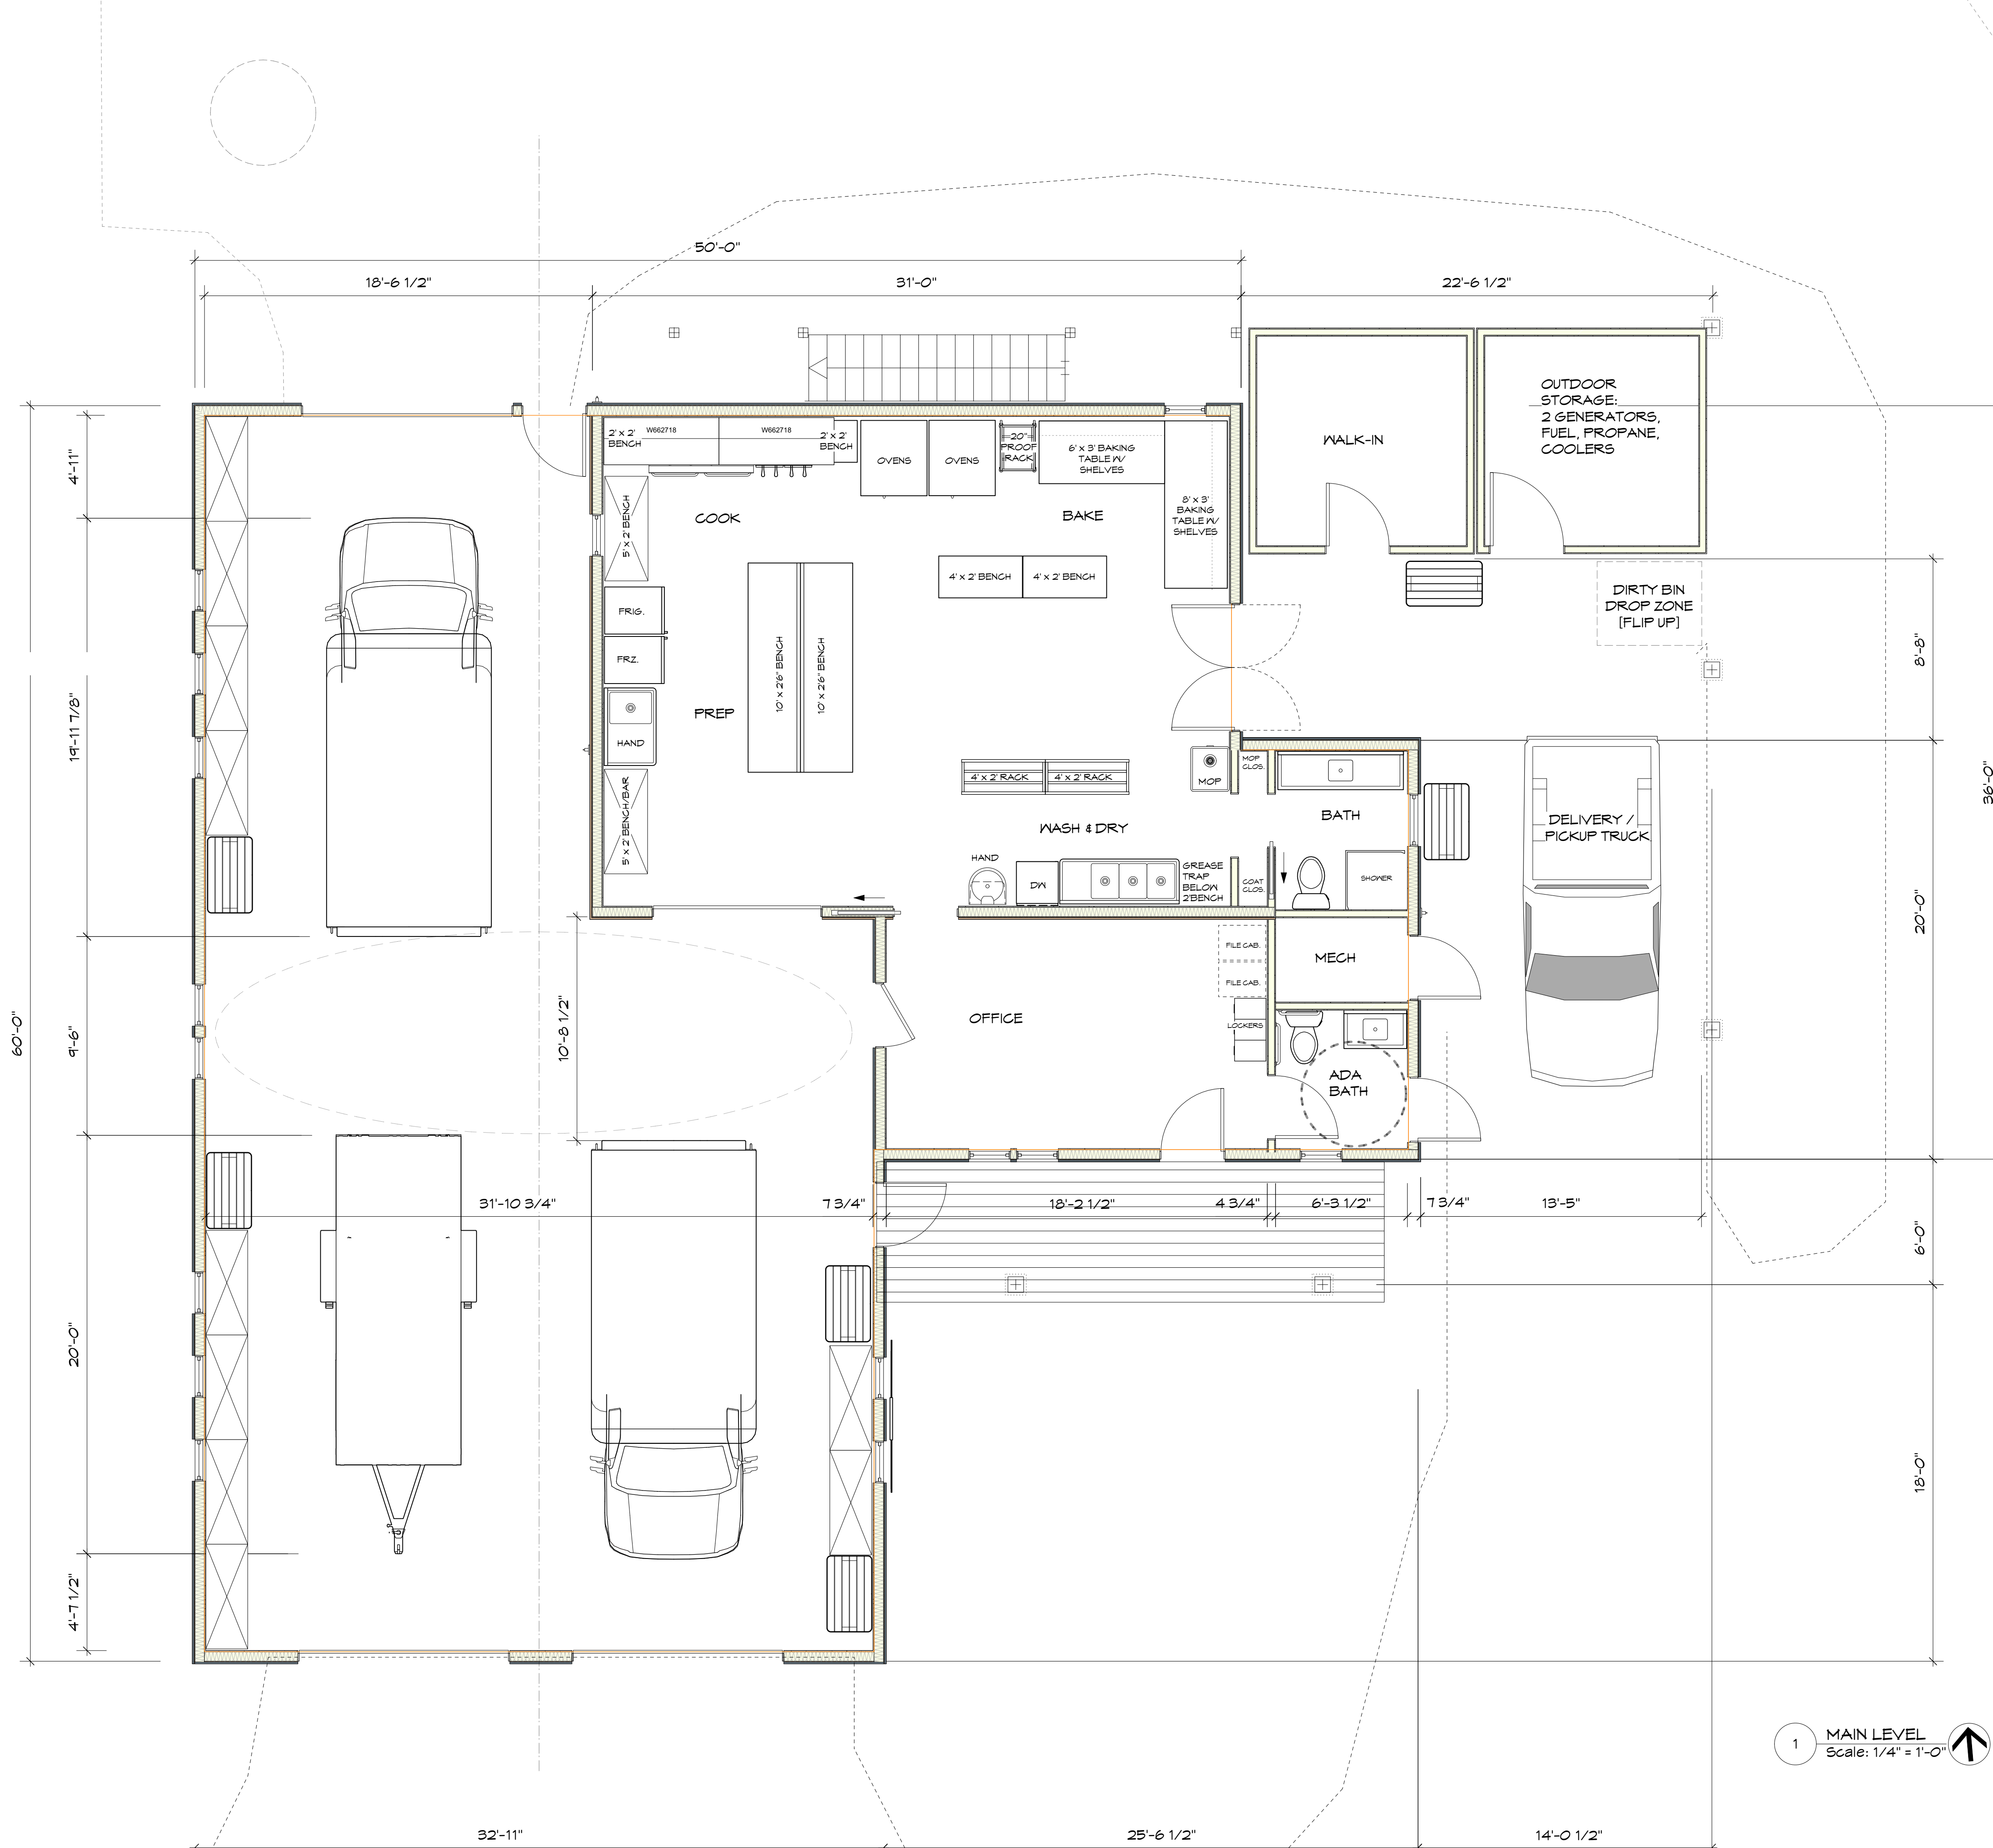 50'-0"
18'-6 1/2"
31'-0"
22'-6 1/2"
2' x 2'
BENCH
W662718
W662718
2' x 2'
BENCH
OVENS
OVENS
20"
PROOF
RACK
6' x 3' BAKING
TABLE W/
SHELVES
8' x 3'
BAKING
TABLE W/
SHELVES
WALK-IN
OUTDOOR
STORAGE:
2 GENERATORS,
FUEL, PROPANE,
COOLERS
4'-11"
5' x 2' BENCH
COOK
BAKE
4' x 2' BENCH
4' x 2' BENCH
FRIG.
FRZ.
10' x 2'6" BENCH
10' x 2'6" BENCH
DIRTY BIN
DROP ZONE
[FLIP UP]
8'-8"
19'-11 7/8"
PREP
HAND
5' x 2' BENCH/BAR
4' x 2' RACK
4' x 2' RACK
MOP
MOP
CLOS.
36'-0"
BATH
WASH & DRY
DELIVERY /
PICKUP TRUCK
HAND
DW
GREASE
TRAP
BELOW
2'BENCH
COAT
CLOS.
SHOWER
20'-0"
FILE CAB.
FILE CAB.
MECH
60'-0"
9'-6"
10'-8 1/2"
OFFICE
LOCKERS
ADA
BATH
31'-10 3/4"
7 3/4"
18'-2 1/2"
4 3/4"
6'-3 1/2"
7 3/4"
13'-5"
6'-0"
20'-0"
18'-0"
4'-7 1/2"
1
MAIN LEVEL
Scale: 1/4" = 1'-0"
32'-11"
25'-6 1/2"
14'-0 1/2"